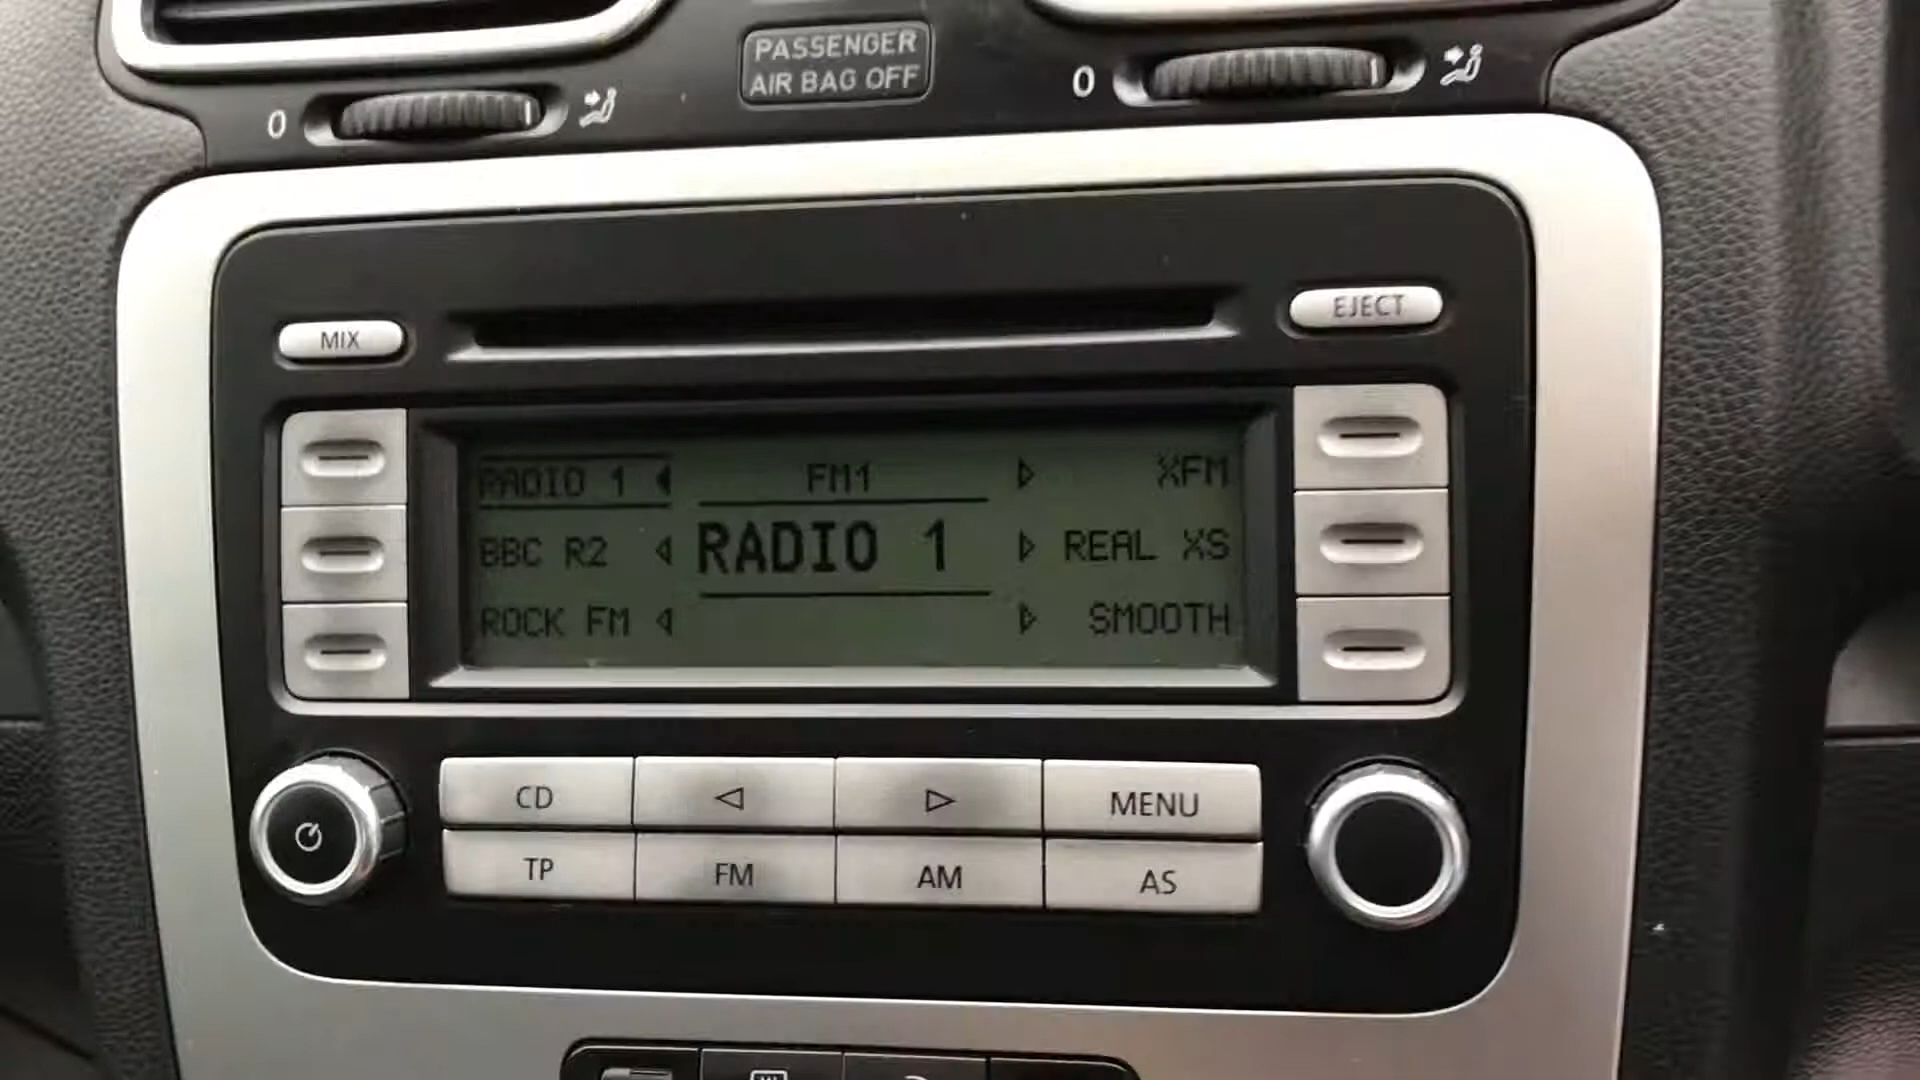 PASSENGER
AIR BAG OFF
0
0
MIX
EJECT
RADIO 1 FM1 XFM
BBC R2 RADIO 1 REAL XS
ROCK FM SMOOTH
CD MENU
TP FM AM AS